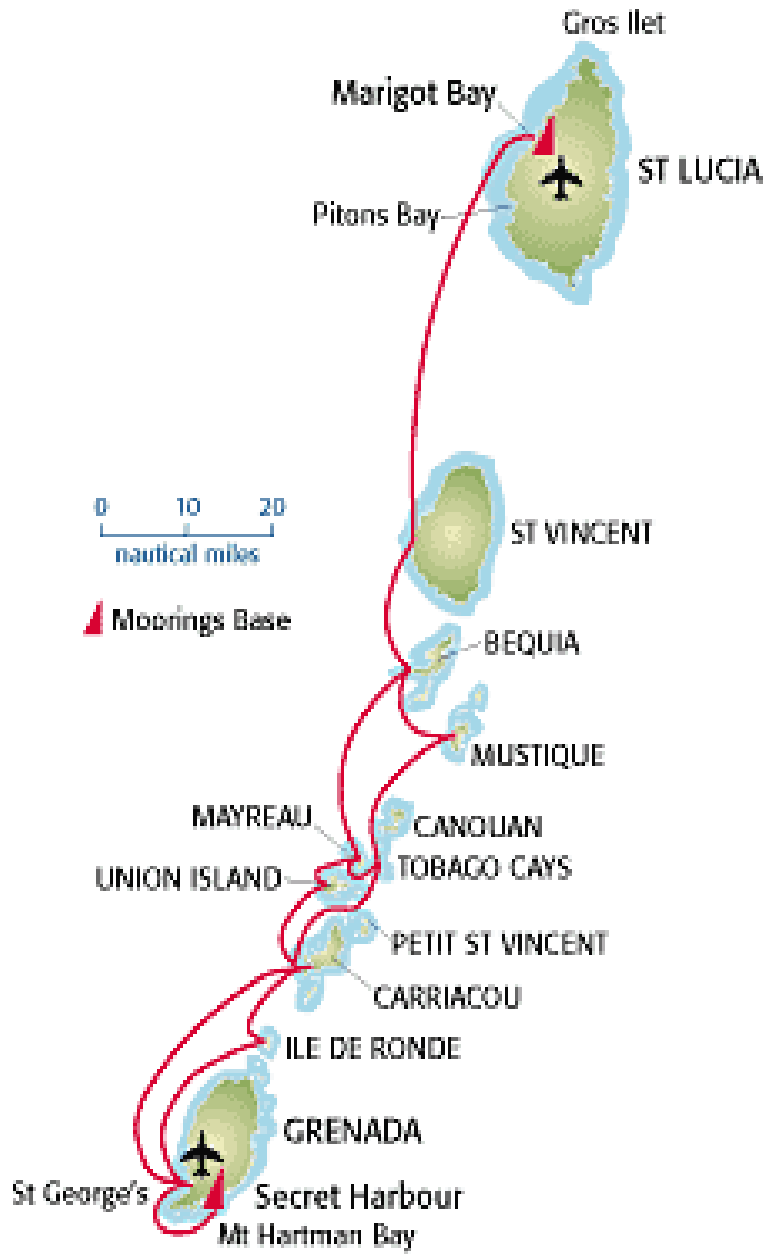 Gros Ilet
Marigot Bay
ST LUCIA
Pitons Bay
0 10 20
nautical miles
ST VINCENT
Moorings Base
BEQUIA
MUSTIQUE
MAYREAU
CANOUAN
TOBAGO CAYS
UNION ISLAND
PETIT ST VINCENT
CARRIACOU
ILE DE RONDE
GRENADA
St George's
Secret Harbour
Mt Hartman Bay